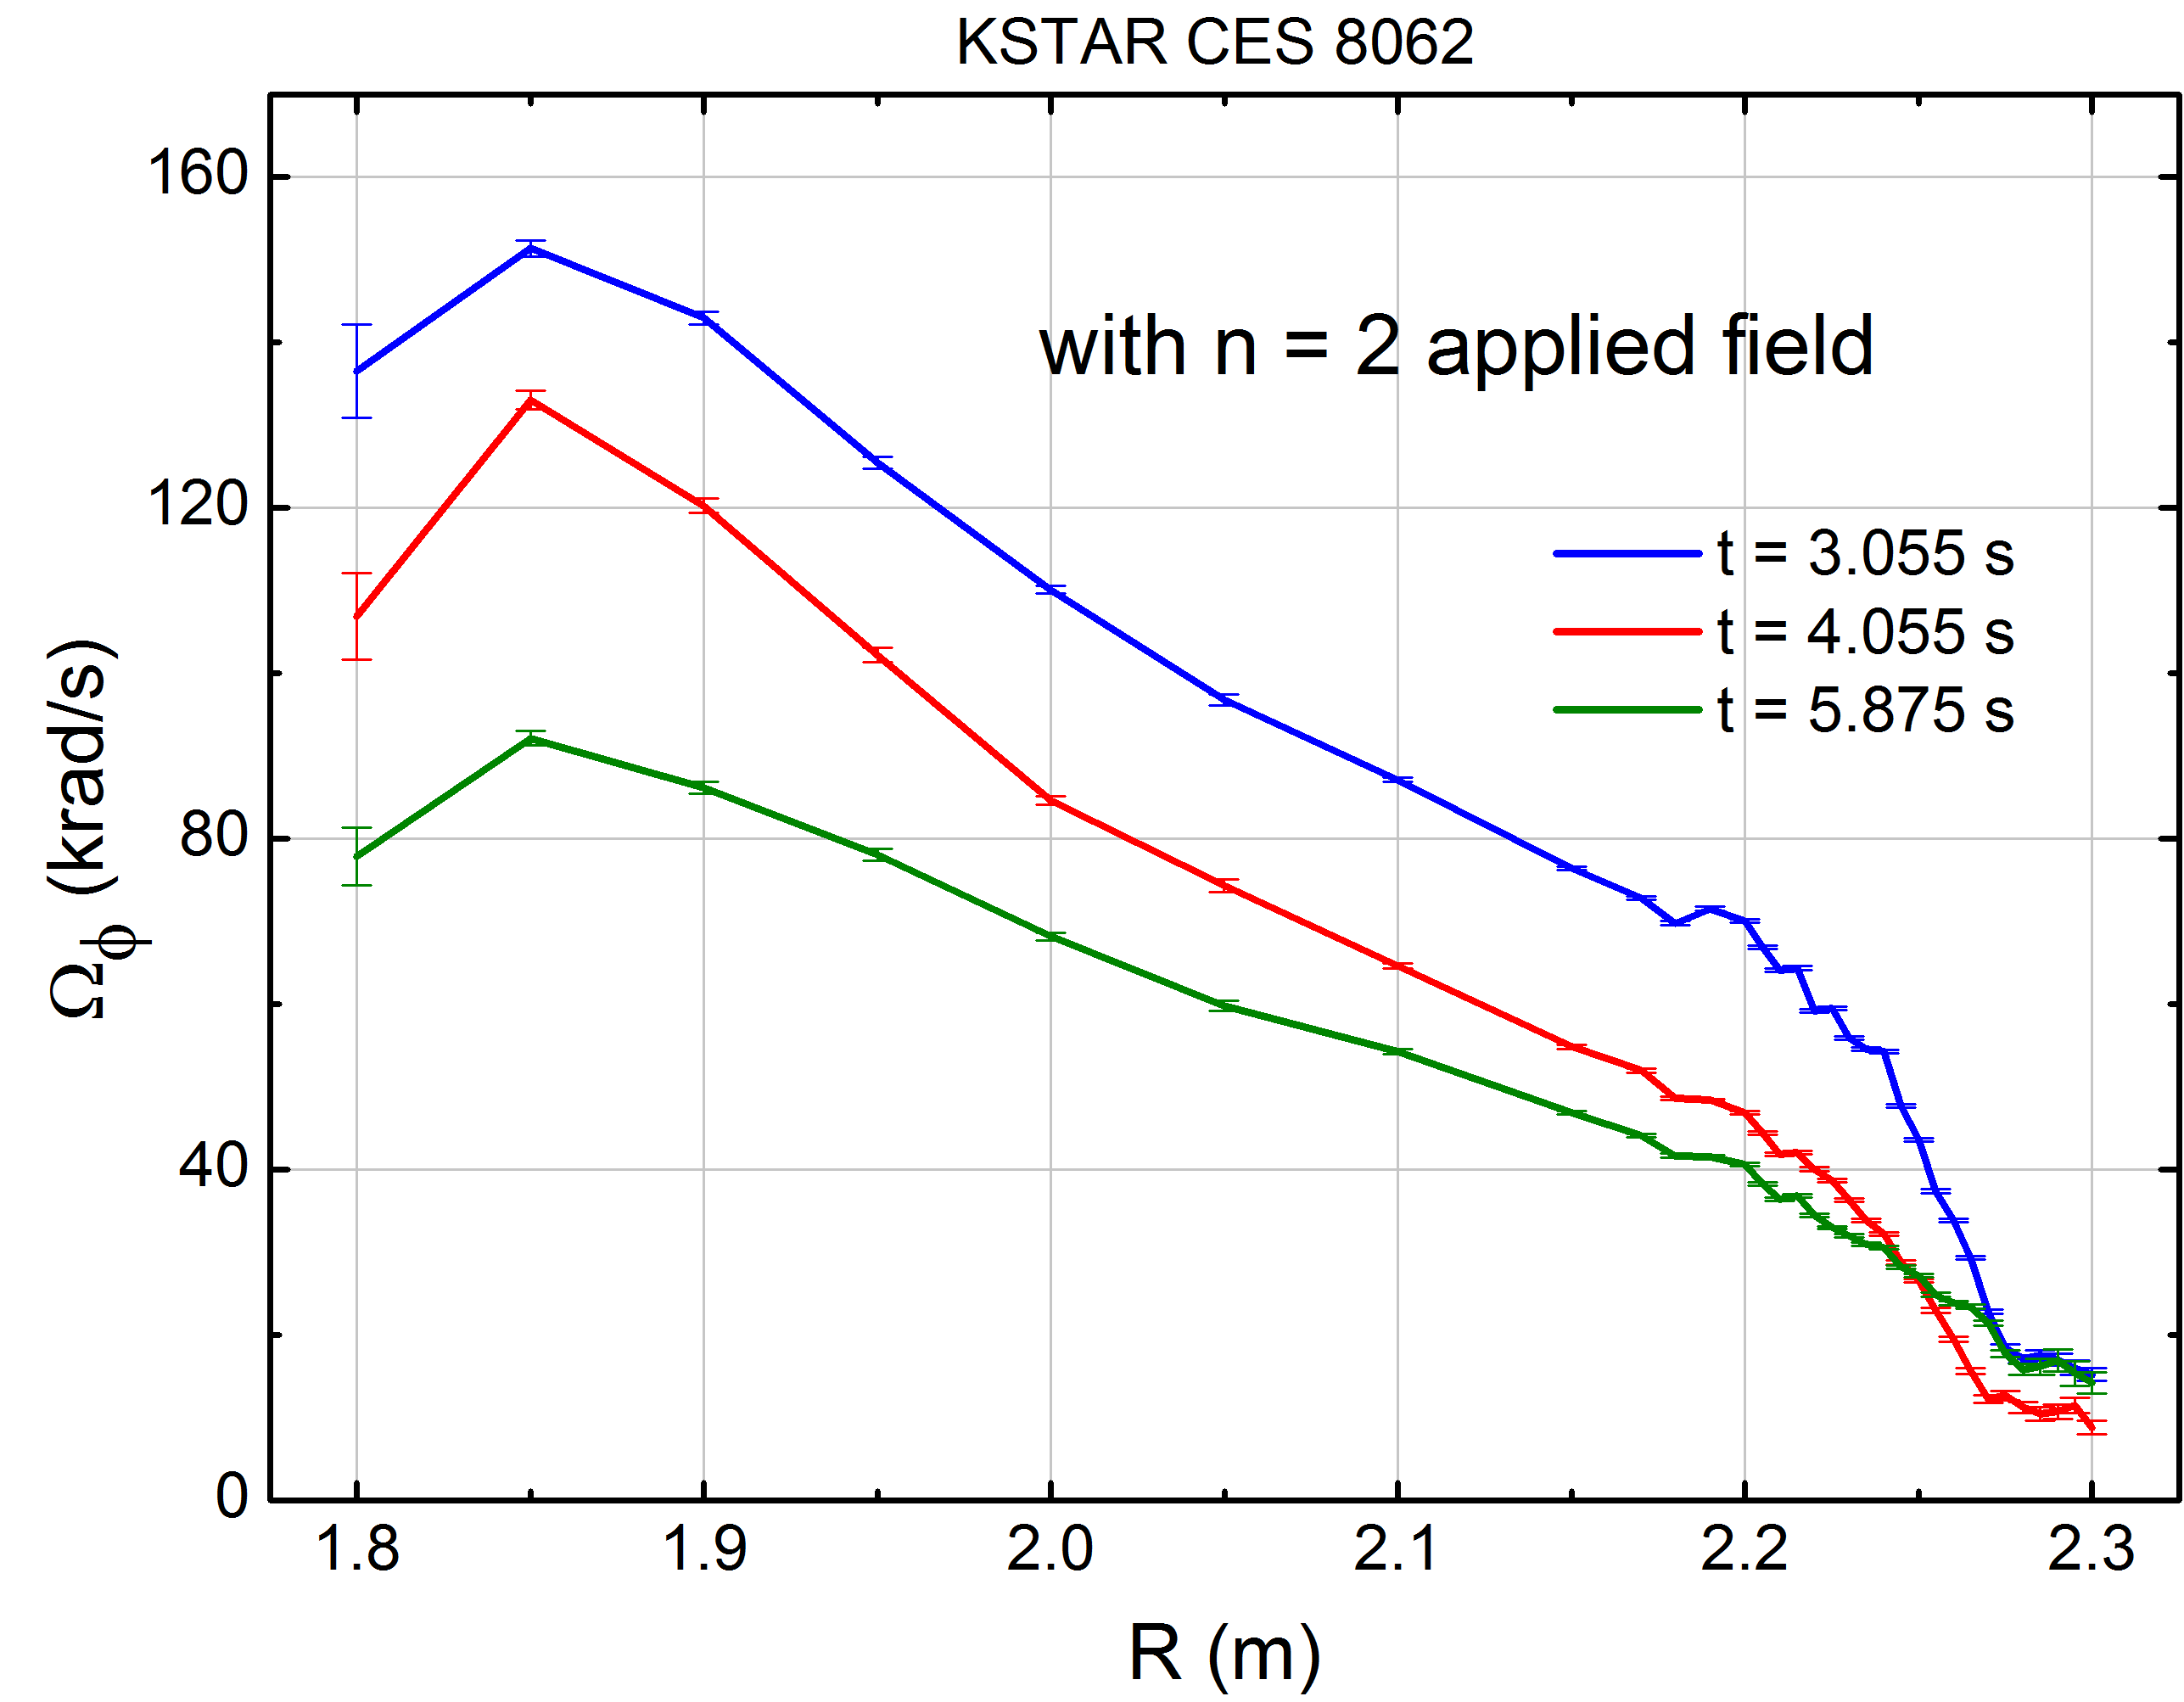 KSTAR CES 8062
160
120
80
40
0
Ωϕ (krad/s)
with n = 2 applied field
t = 3.055 s
t = 4.055 s
t = 5.875 s
1.8 1.9 2.0 2.1 2.2 2.3
R (m)